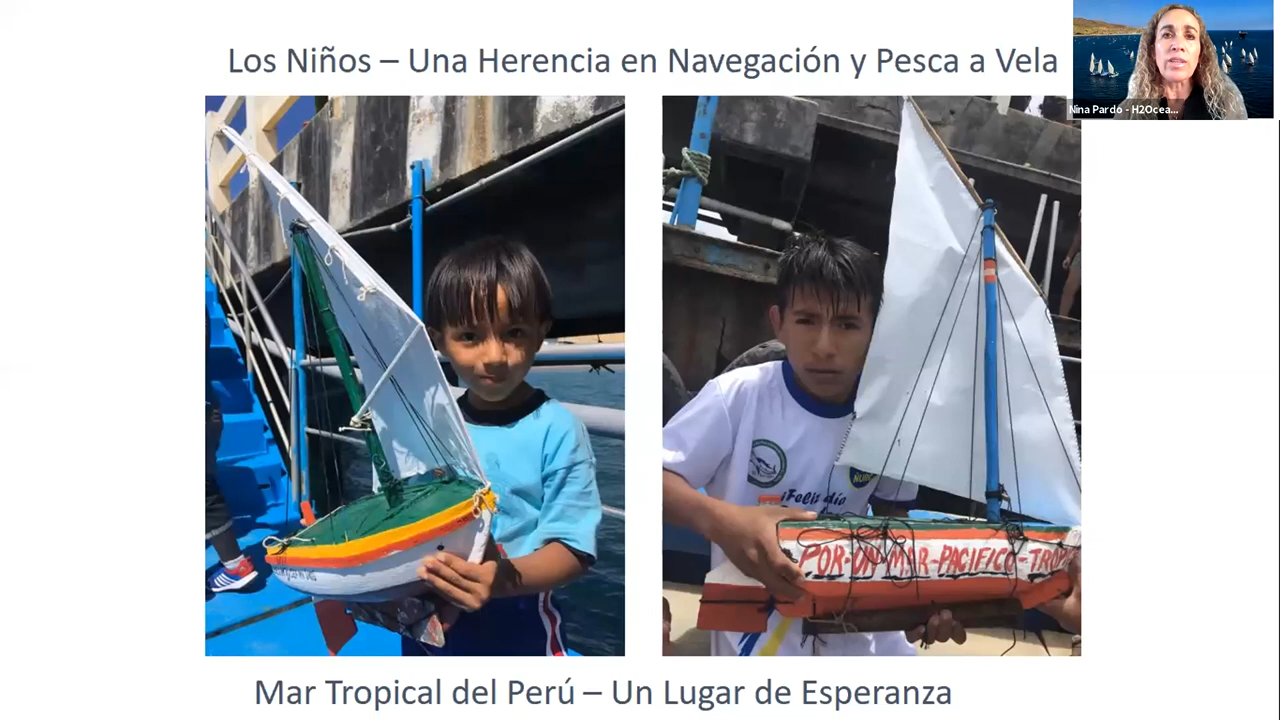 Los Niños – Una Herencia en Navegación y Pesca a Vela
Nina Pardo - H2Ocea...
¡Feliz día
POR-UN-MAR-PACIFICO-TROP
Mar Tropical del Perú – Un Lugar de Esperanza